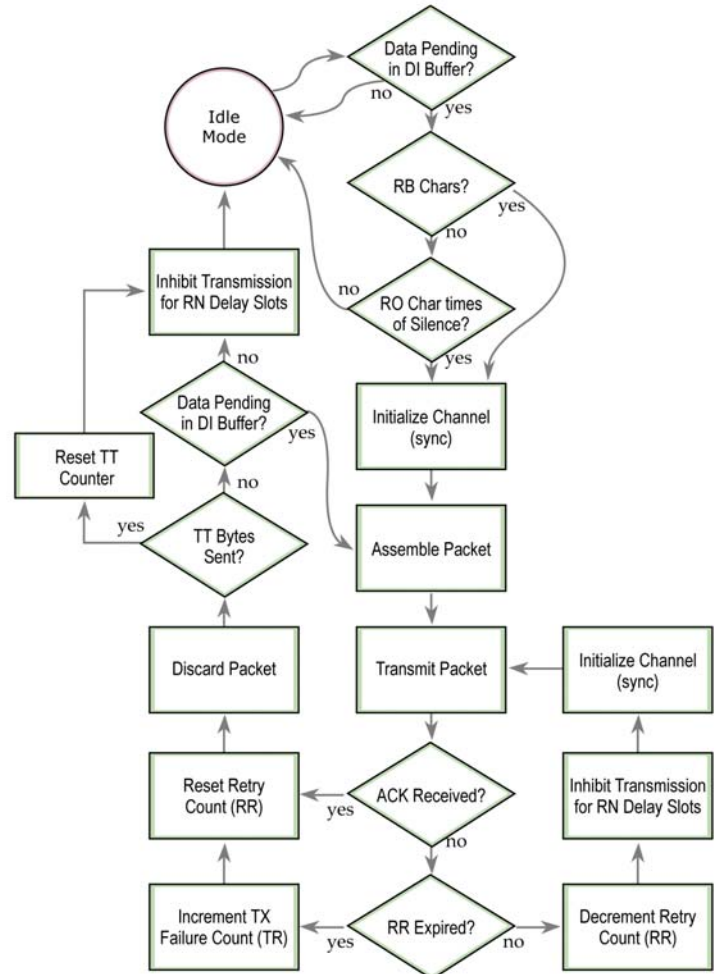 Data Pending
in DI Buffer?
no
yes
Idle
Mode
RB Chars?
yes
no
Inhibit Transmission
for RN Delay Slots
no
RO Char times
of Silence?
yes
no
Data Pending
in DI Buffer?
yes
Initialize Channel
(sync)
Reset TT
Counter
no
yes
TT Bytes
Sent?
Assemble Packet
Discard Packet
Transmit Packet
Initialize Channel
(sync)
Reset Retry
Count (RR)
yes
ACK Received?
no
Inhibit Transmission
for RN Delay Slots
Increment TX
Failure Count (TR)
yes
RR Expired?
no
Decrement Retry
Count (RR)